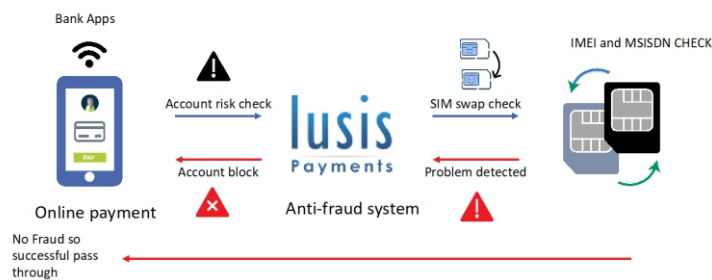 Bank Apps
IMEI and MSISDN CHECK
Account risk check
SIM swap check
PAY
lusis
Payments
Account block
Problem detected
Online payment
Anti-fraud system
No Fraud so
successful pass
through